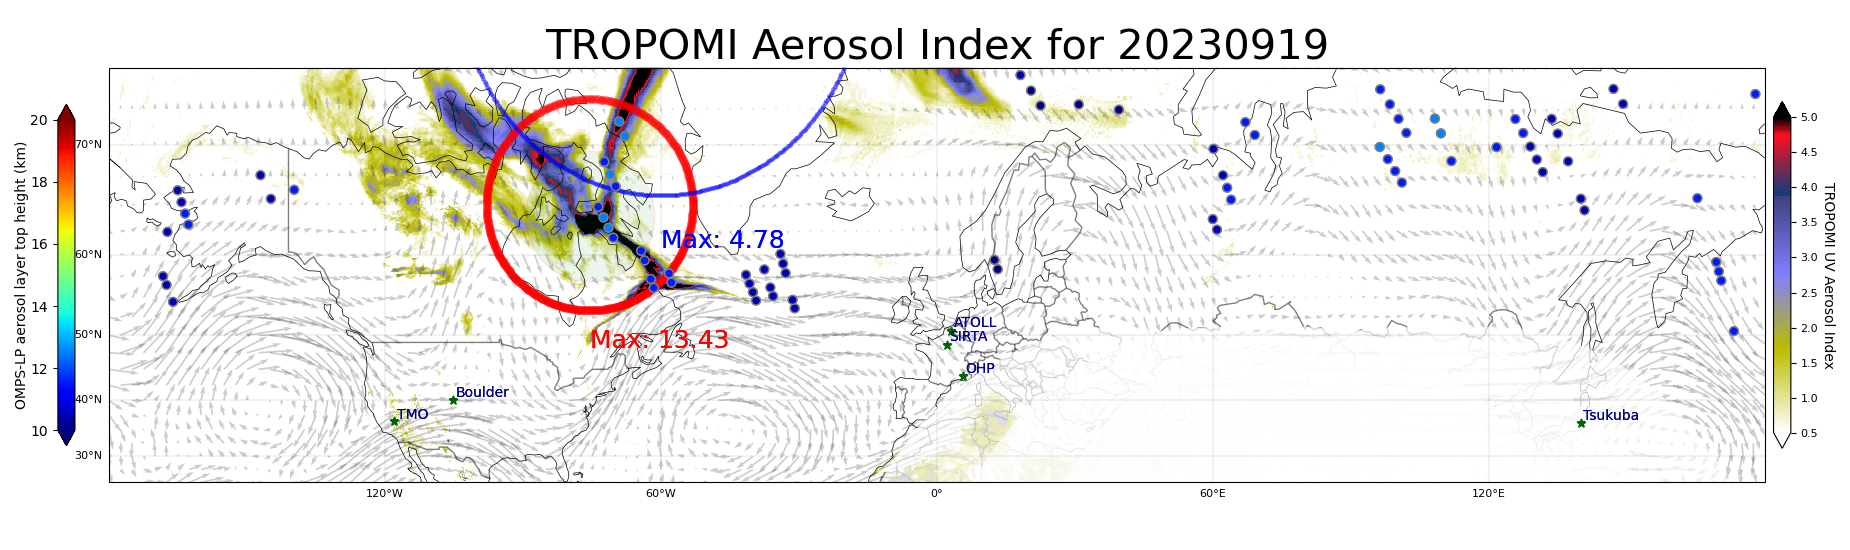 TROPOMI Aerosol Index for 20230919
OMPS-LP aerosol layer top height (km)
20
18
16
14
12
10
70°N
60°N
50°N
40°N
30°N
120°W
60°W
0°
60°E
120°E
Max: 4.78
Max: 13.43
ATOLL
SIRTA
OHP
Boulder
TMO
Tsukuba
5.0
4.5
4.0
3.5
3.0
2.5
2.0
1.5
1.0
0.5
TROPOMI UV Aerosol Index